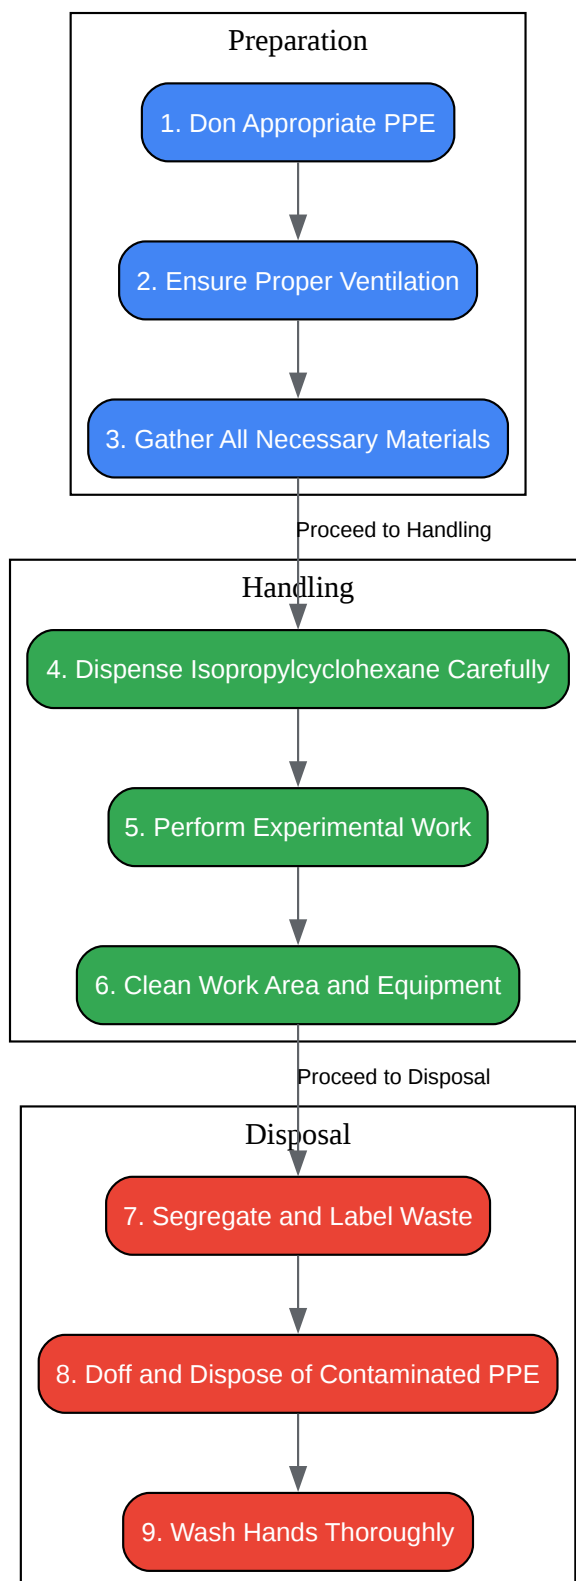 Preparation
1. Don Appropriate PPE
2. Ensure Proper Ventilation
3. Gather All Necessary Materials
Proceed to Handling
Handling
4. Dispense Isopropylcyclohexane Carefully
5. Perform Experimental Work
6. Clean Work Area and Equipment
Proceed to Disposal
Disposal
7. Segregate and Label Waste
8. Doff and Dispose of Contaminated PPE
9. Wash Hands Thoroughly